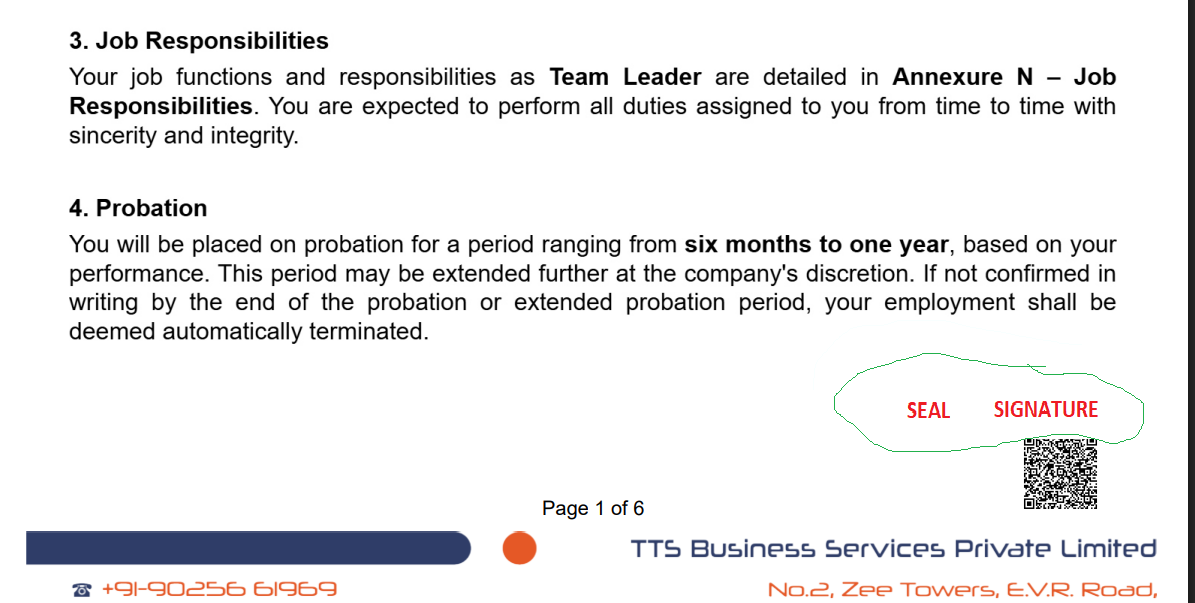 3. Job Responsibilities
Your job functions and responsibilities as Team Leader are detailed in Annexure N – Job
Responsibilities. You are expected to perform all duties assigned to you from time to time with
sincerity and integrity.
4. Probation
You will be placed on probation for a period ranging from six months to one year, based on your
performance. This period may be extended further at the company's discretion. If not confirmed in
writing by the end of the probation or extended probation period, your employment shall be
deemed automatically terminated.
SEAL SIGNATURE
Page 1 of 6
TTS Business Services Private Limited
+91-90256 61969 No.2, Zee Towers, E.V.R. Road,